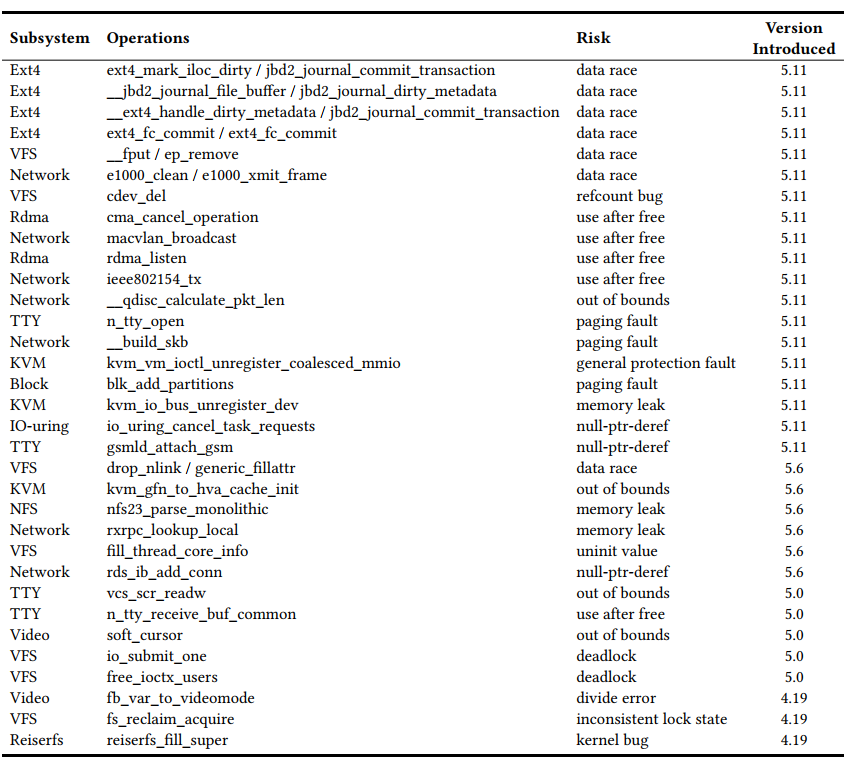 Subsystem Operations Risk Version Introduced
Ext4 ext4_mark_iloc_dirty / jbd2_journal_commit_transaction data race 5.11
Ext4 __jbd2_journal_file_buffer / jbd2_journal_dirty_metadata data race 5.11
Ext4 __ext4_handle_dirty_metadata / jbd2_journal_commit_transaction data race 5.11
Ext4 ext4_fc_commit / ext4_fc_commit data race 5.11
VFS __fput / ep_remove data race 5.11
Network e1000_clean / e1000_xmit_frame data race 5.11
VFS cdev_del refcount bug 5.11
Rdma cma_cancel_operation use after free 5.11
Network macvlan_broadcast use after free 5.11
Rdma rdma_listen use after free 5.11
Network ieee802154_tx use after free 5.11
Network __qdisc_calculate_pkt_len out of bounds 5.11
TTY n_tty_open paging fault 5.11
Network __build_skb paging fault 5.11
KVM kvm_vm_ioctl_unregister_coalesced_mmio general protection fault 5.11
Block blk_add_partitions paging fault 5.11
KVM kvm_io_bus_unregister_dev memory leak 5.11
IO-uring io_uring_cancel_task_requests null-ptr-deref 5.11
TTY gsmld_attach_gsm null-ptr-deref 5.11
VFS drop_nlink / generic_fillattr data race 5.6
KVM kvm_gfn_to_hva_cache_init out of bounds 5.6
NFS nfs23_parse_monolithic memory leak 5.6
Network rxrpc_lookup_local memory leak 5.6
VFS fill_thread_core_info uninit value 5.6
Network rds_ib_add_conn null-ptr-deref 5.6
TTY vcs_scr_readw out of bounds 5.0
TTY n_tty_receive_buf_common use after free 5.0
Video soft_cursor out of bounds 5.0
VFS io_submit_one deadlock 5.0
VFS free_ioctx_users deadlock 5.0
Video fb_var_to_videomode divide error 4.19
VFS fs_reclaim_acquire inconsistent lock state 4.19
Reiserfs reiserfs_fill_super kernel bug 4.19